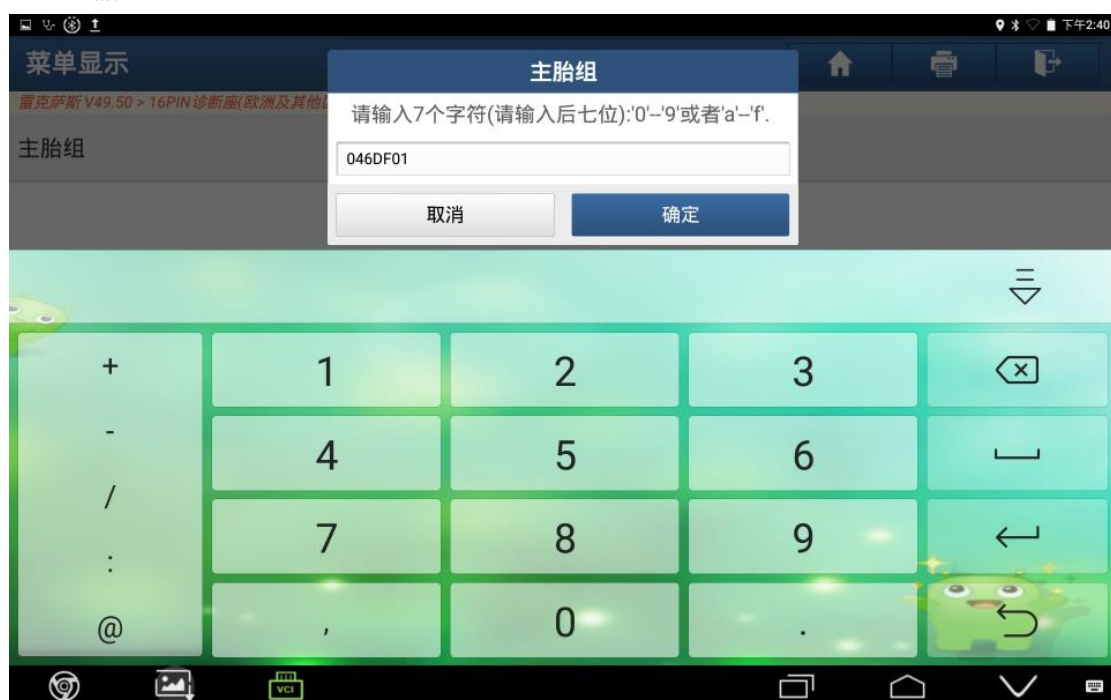 下午2:40
菜单显示
主胎组
雷克萨斯 V49.50 > 16PIN诊断座(欧洲及其他
请输入7个字符(请输入后七位):'0'--'9'或者'a'--'f'.
主胎组
046DF01
取消
确定
+
1
2
3
-
4
5
6
/
7
8
9
:
@
,
0
.
VCI